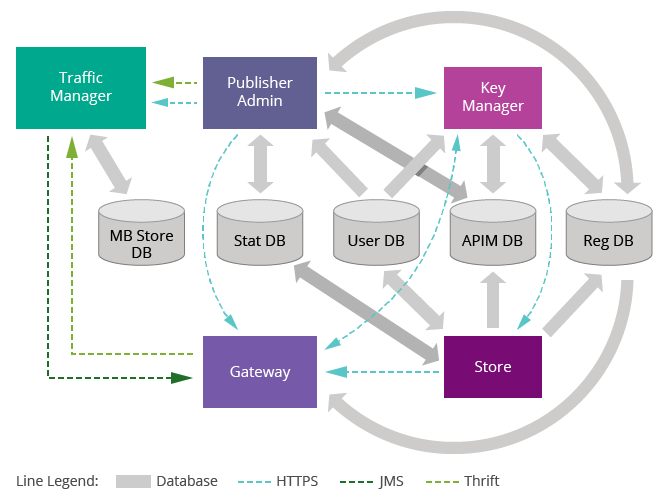 Traffic
Manager
Publisher
Admin
Key
Manager
MB Store
DB
Stat DB
User DB
APIM DB
Reg DB
Gateway
Store
Line Legend:
Database
HTTPS
JMS
Thrift